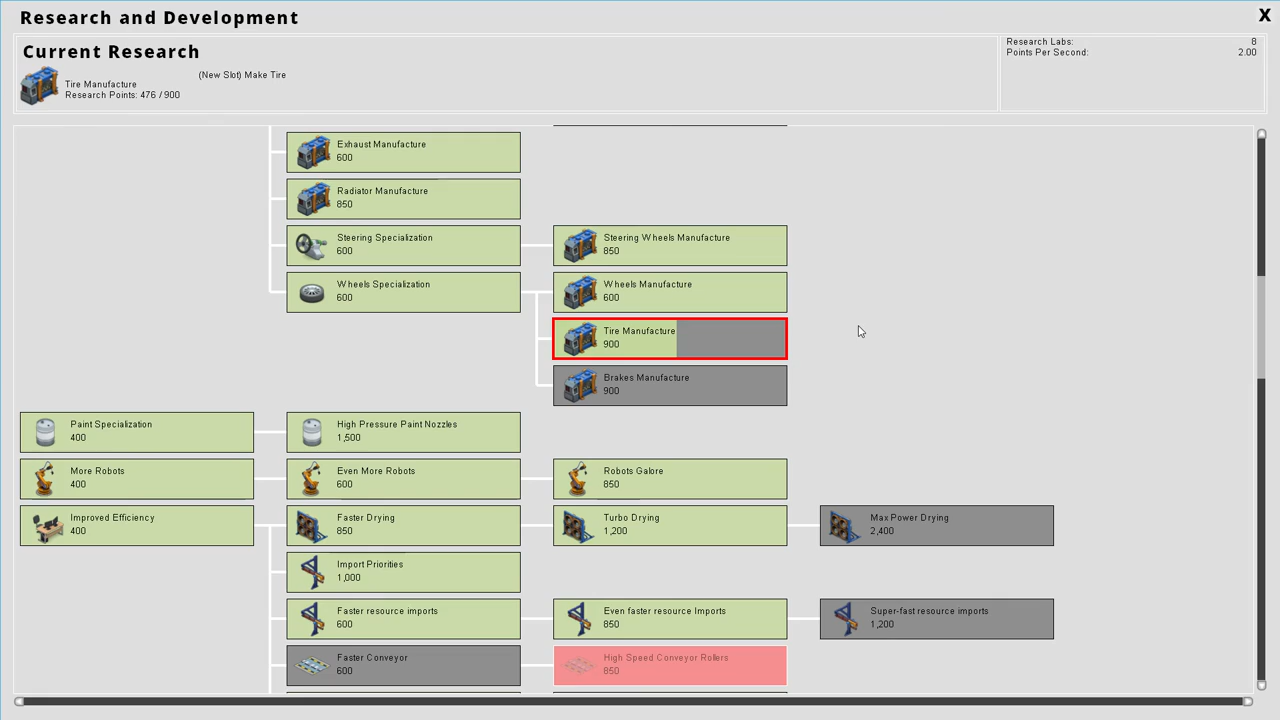 Research and Development
X
Current Research
(New Slot) Make Tire
Tire Manufacture
Research Points: 476 / 900
Research Labs: 8
Points Per Second: 2.00
Exhaust Manufacture
600
Radiator Manufacture
850
Steering Specialization
600
Steering Wheels Manufacture
850
Wheels Specialization
600
Wheels Manufacture
600
Tire Manufacture
900
Brakes Manufacture
900
Paint Specialization
400
High Pressure Paint Nozzles
1,500
More Robots
400
Even More Robots
600
Robots Galore
850
Improved Efficiency
400
Faster Drying
850
Turbo Drying
1,200
Max Power Drying
2,400
Import Priorities
1,000
Faster resource imports
600
Even faster resource Imports
850
Super-fast resource imports
1,200
Faster Conveyor
600
High Speed Conveyor Rollers
850